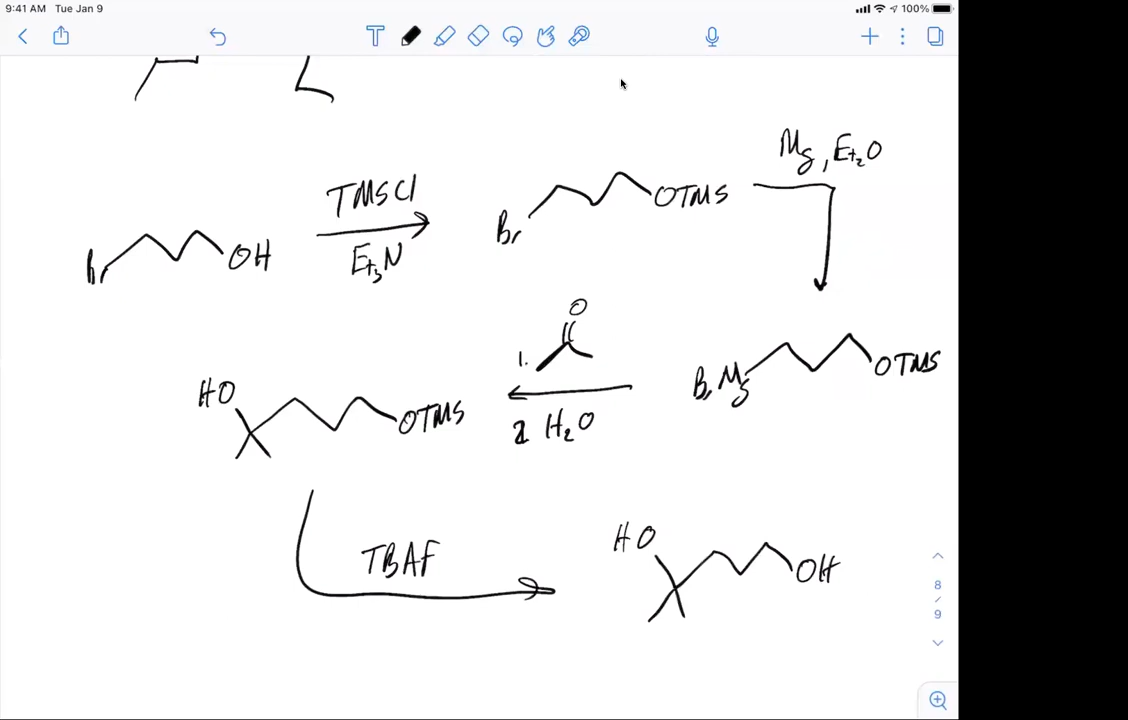 9:41 AM Tue Jan 9
100%
T
Mg, Et₂O
TMSCl
Br OTMS
Br OH
Et₃N
O
1.
BrMg OTMS
HO
OTMS
2 H₂O
TBAF
HO
OH
8
/
9